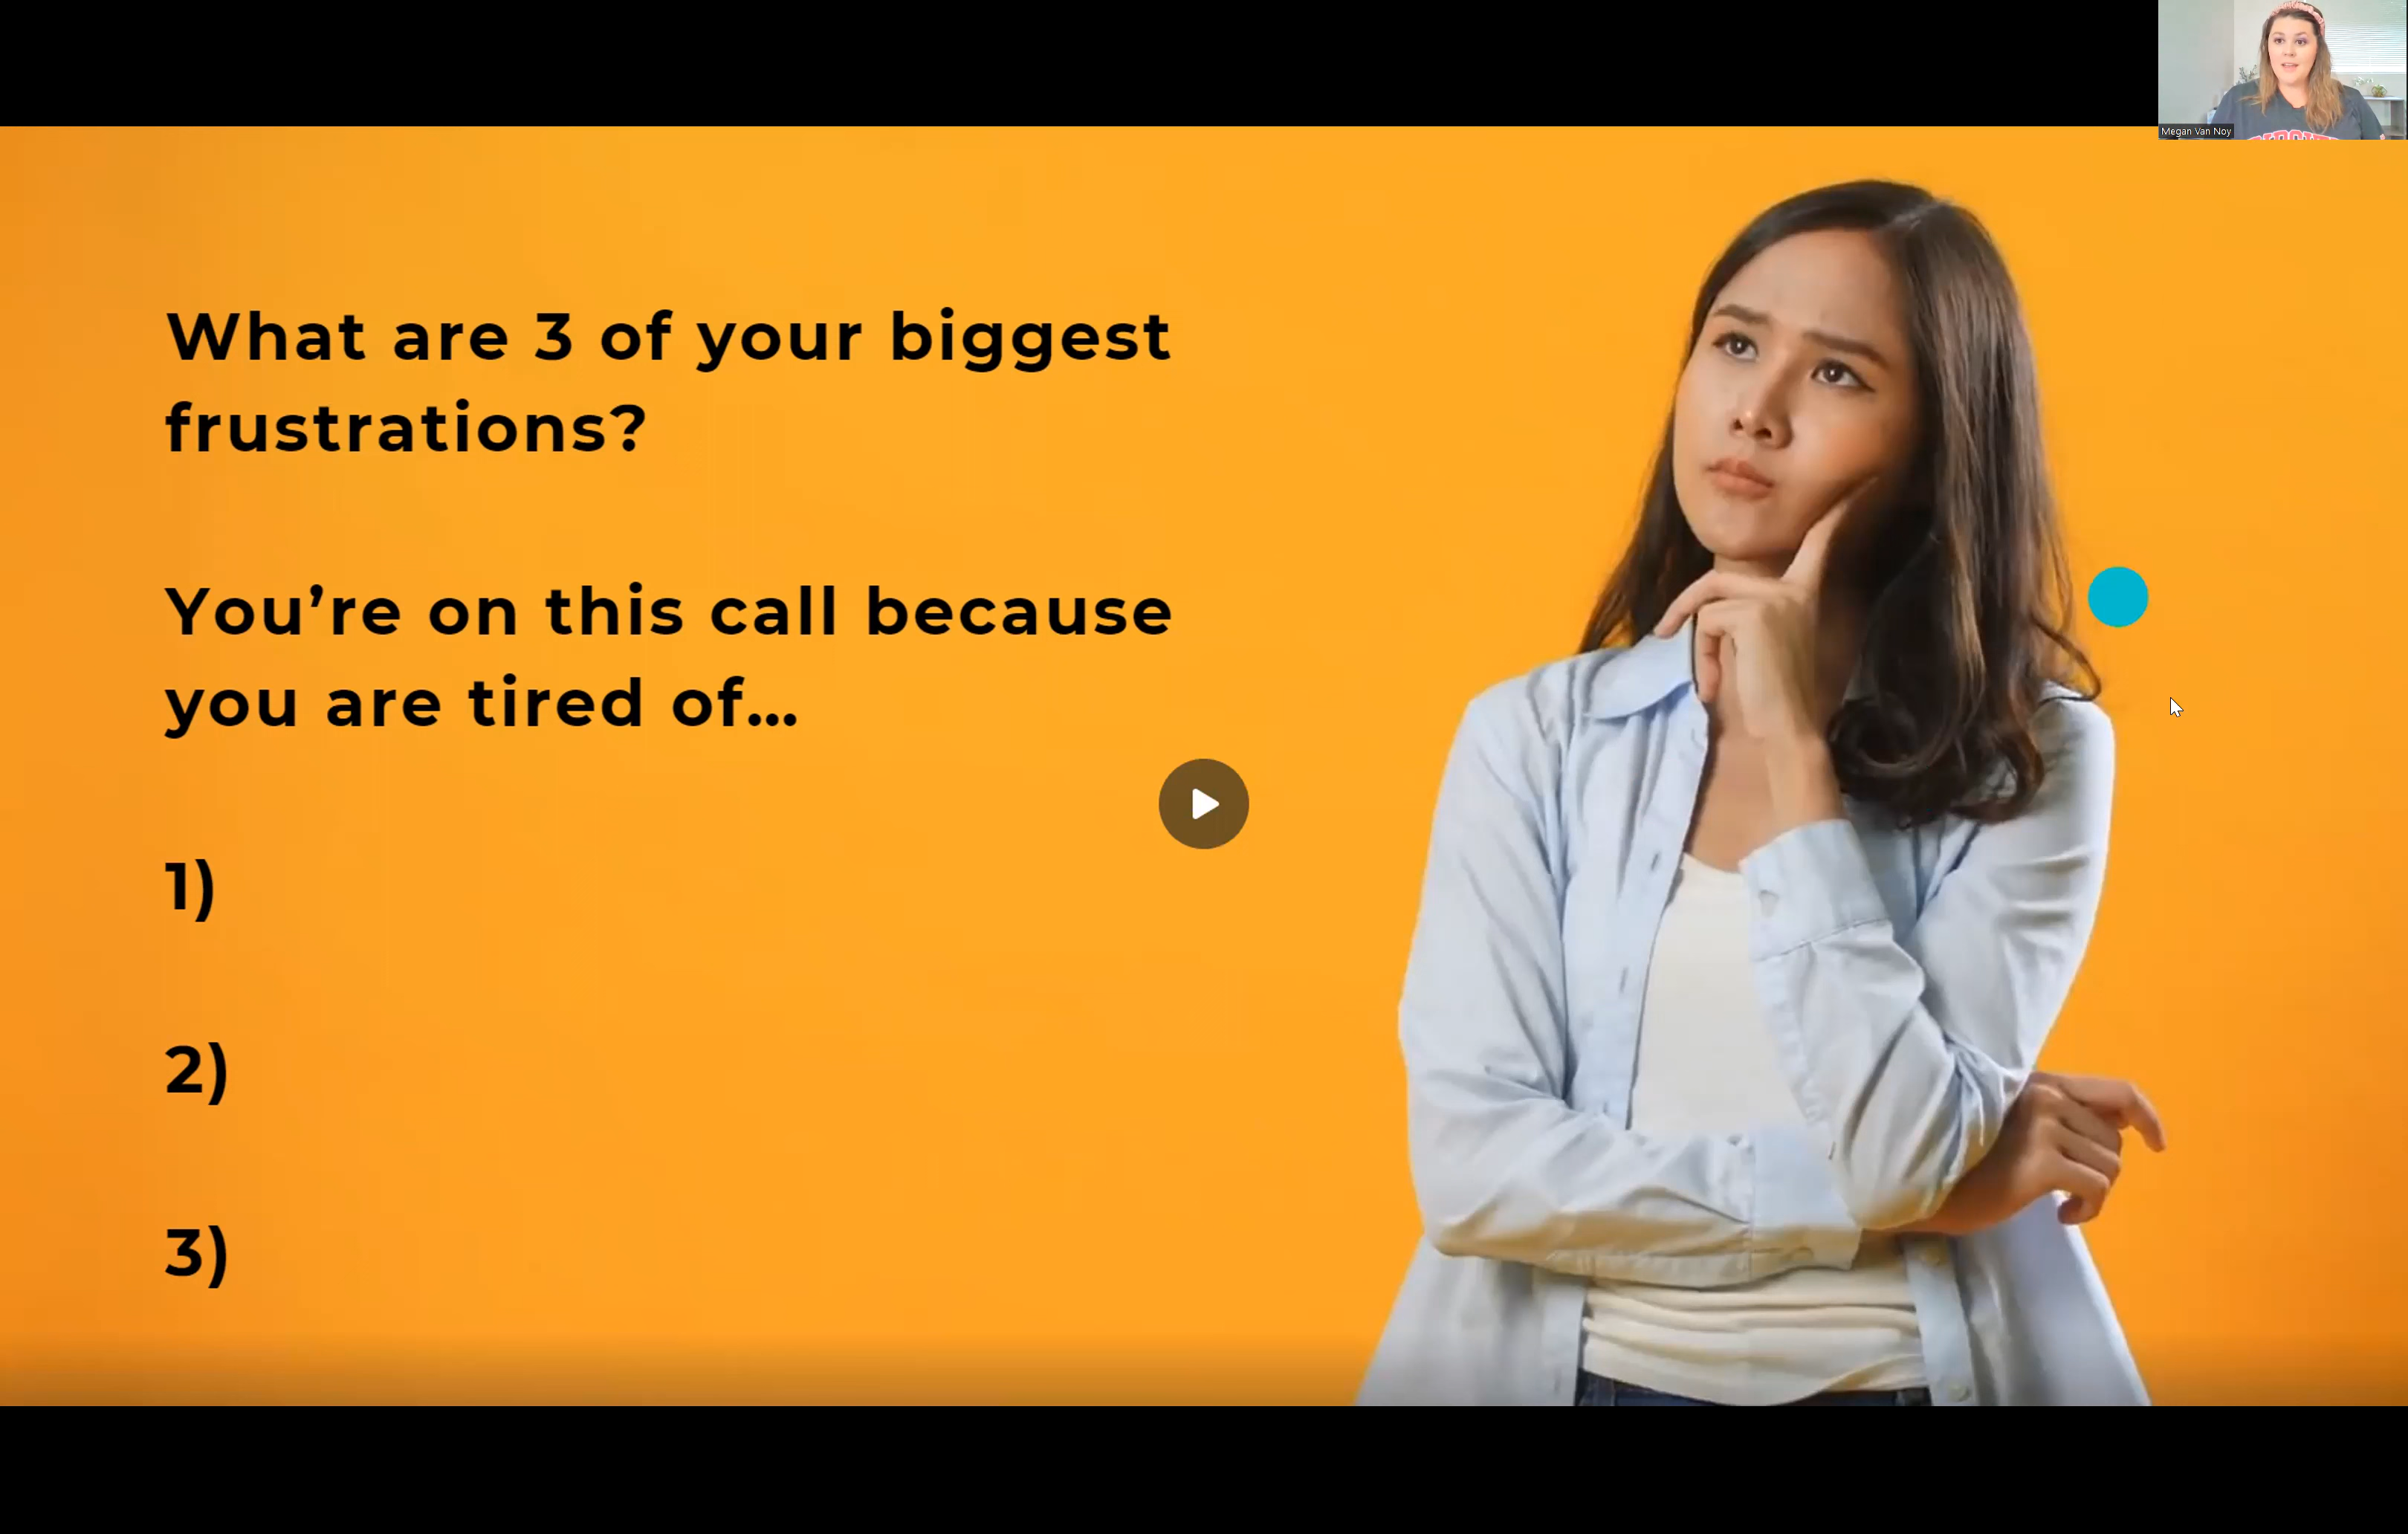 Megan Van Noy
What are 3 of your biggest
frustrations?
You're on this call because
you are tired of...
1)
2)
3)